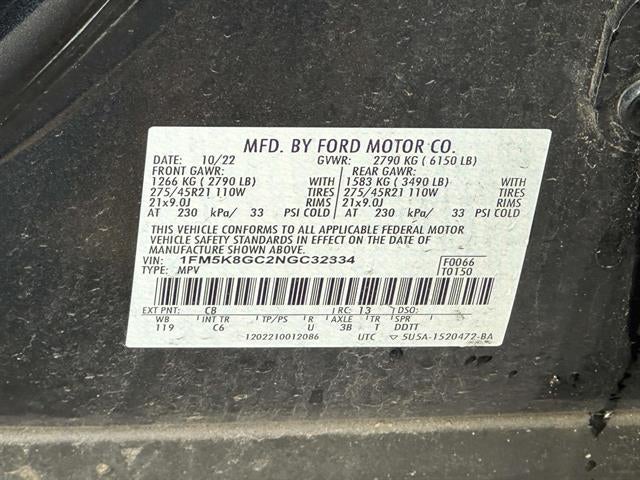 MFD. BY FORD MOTOR CO.
DATE: 10/22 GVWR: 2790 KG ( 6150 LB)
FRONT GAWR: REAR GAWR:
1266 KG ( 2790 LB) WITH 1583 KG ( 3490 LB) WITH
275/45R21 110W TIRES 275/45R21 110W TIRES
21x9.0J RIMS 21x9.0J RIMS
AT 230 kPa/ 33 PSI COLD AT 230 kPa/ 33 PSI COLD
THIS VEHICLE CONFORMS TO ALL APPLICABLE FEDERAL MOTOR
VEHICLE SAFETY STANDARDS IN EFFECT ON THE DATE OF
MANUFACTURE SHOWN ABOVE.
VIN: 1FM5K8GC2NGC32334 F0066
TYPE: MPV T0150
EXT PNT: CB RC: 13 DSO:
WB INT TR TP/PS R AXLE TR SPR
119 C6 U 3B T DDTT
1202210012086 UTC ▽ 5U5A-1520472-BA